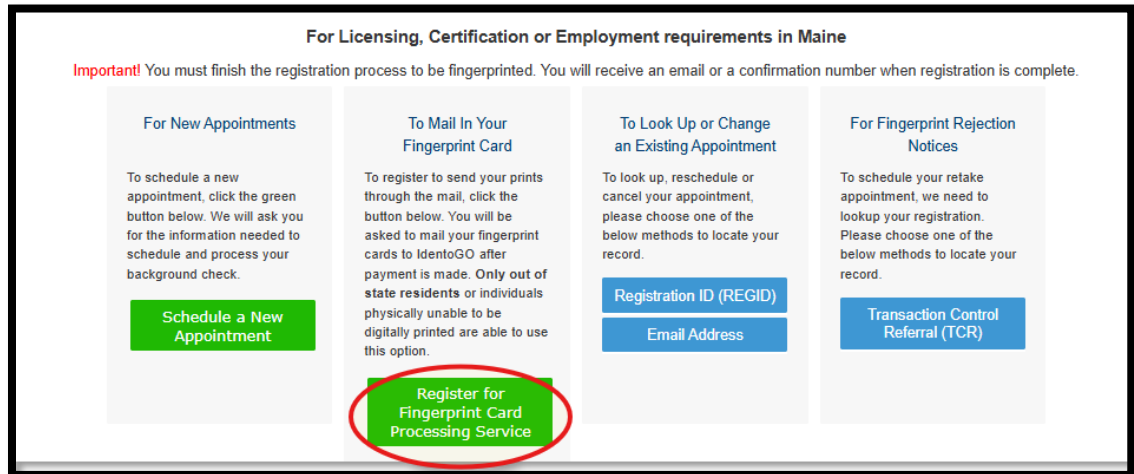 For Licensing, Certification or Employment requirements in Maine
Important! You must finish the registration process to be fingerprinted. You will receive an email or a confirmation number when registration is complete.
For New Appointments
To schedule a new
appointment, click the green
button below. We will ask you
for the information needed to
schedule and process your
background check.
Schedule a New
Appointment
To Mail In Your
Fingerprint Card
To register to send your prints
through the mail, click the
button below. You will be
asked to mail your fingerprint
cards to IdentoGO after
payment is made. Only out of
state residents or individuals
physically unable to be
digitally printed are able to use
this option.
Register for
Fingerprint Card
Processing Service
To Look Up or Change
an Existing Appointment
To look up, reschedule or
cancel your appointment,
please choose one of the
below methods to locate your
record.
Registration ID (REGID)
Email Address
For Fingerprint Rejection
Notices
To schedule your retake
appointment, we need to
lookup your registration.
Please choose one of the
below methods to locate your
record.
Transaction Control
Referral (TCR)